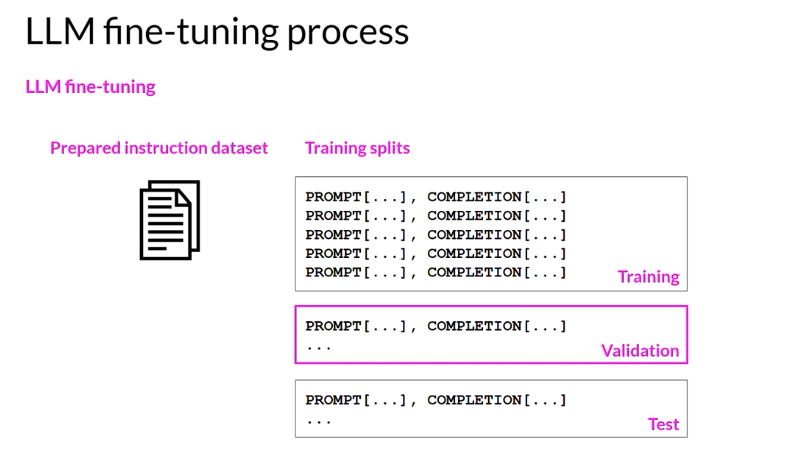 LLM fine-tuning process
LLM fine-tuning
Prepared instruction dataset
Training splits
PROMPT[...], COMPLETION[...]
PROMPT[...], COMPLETION[...]
PROMPT[...], COMPLETION[...]
PROMPT[...], COMPLETION[...]
PROMPT[...], COMPLETION[...]
Training
PROMPT[...], COMPLETION[...]
...
Validation
PROMPT[...], COMPLETION[...]
...
Test